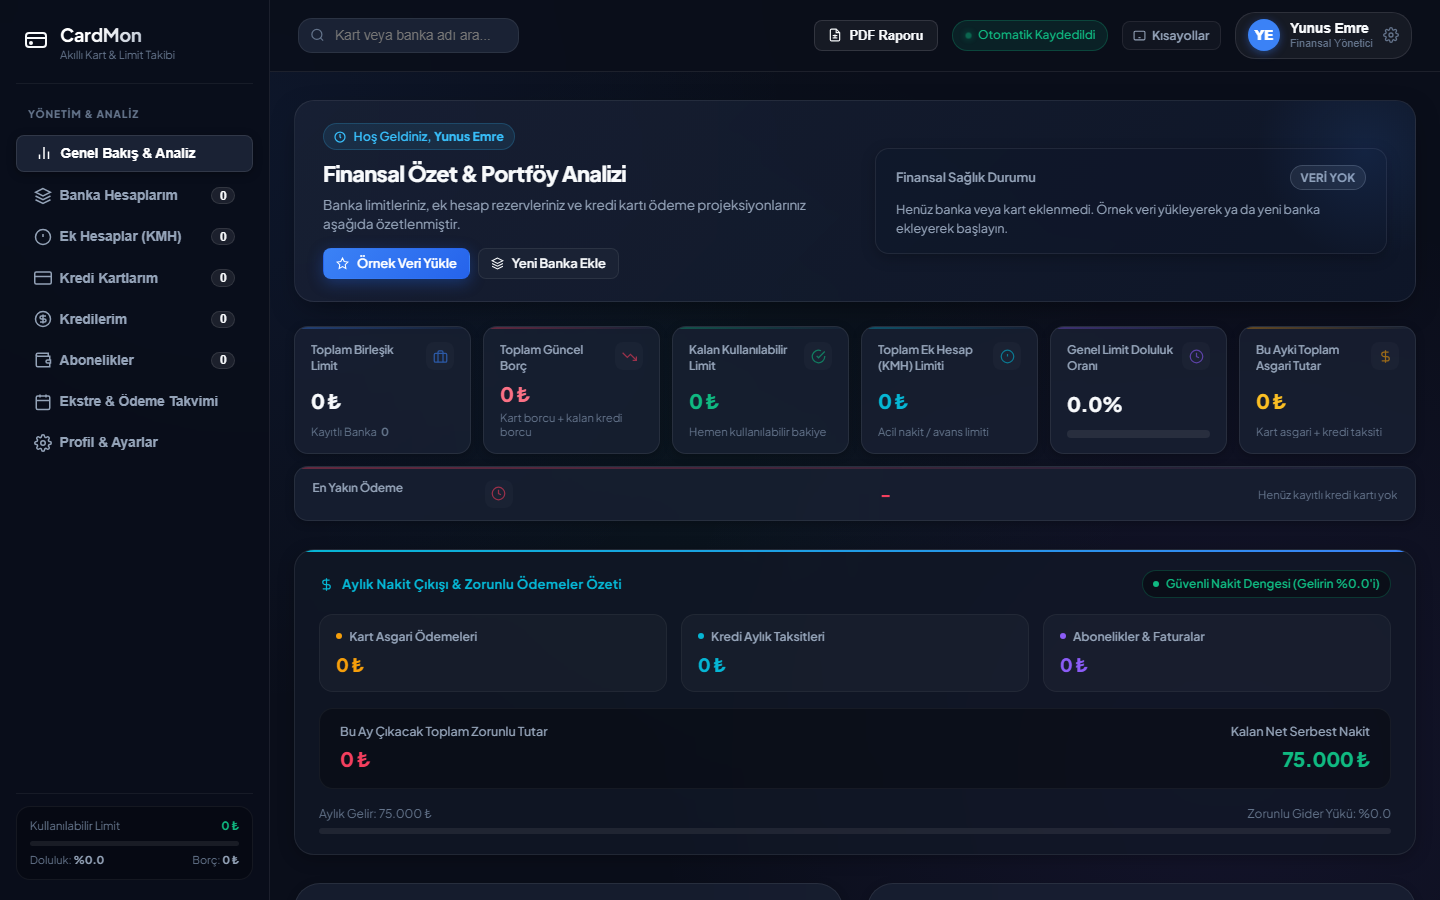 CardMon
Akıllı Kart & Limit Takibi
YÖNETİM & ANALİZ
Genel Bakış & Analiz
Banka Hesaplarım 0
Ek Hesaplar (KMH) 0
Kredi Kartlarım 0
Kredilerim 0
Abonelikler 0
Ekstre & Ödeme Takvimi
Profil & Ayarlar
Kullanılabilir Limit 0 ₺
Doluluk: %0.0 Borç: 0 ₺
Kart veya banka adı ara...
PDF Raporu
Otomatik Kaydedildi
Kısayollar
YE
Yunus Emre
Finansal Yönetici
Hoş Geldiniz, Yunus Emre
Finansal Özet & Portföy Analizi
Banka limitleriniz, ek hesap rezervleriniz ve kredi kartı ödeme projeksiyonlarınız
aşağıda özetlenmiştir.
Örnek Veri Yükle
Yeni Banka Ekle
Finansal Sağlık Durumu
VERİ YOK
Henüz banka veya kart eklenmedi. Örnek veri yükleyerek ya da yeni banka
ekleyerek başlayın.
Toplam Birleşik
Limit
0 ₺
Kayıtlı Banka 0
Toplam Güncel
Borç
0 ₺
Kart borcu + kalan kredi
borcu
Kalan Kullanılabilir
Limit
0 ₺
Hemen kullanılabilir bakiye
Toplam Ek Hesap
(KMH) Limiti
0 ₺
Acil nakit / avans limiti
Genel Limit Doluluk
Oranı
0.0%
Bu Ayki Toplam
Asgari Tutar
0 ₺
Kart asgari + kredi taksiti
En Yakın Ödeme
–
Henüz kayıtlı kredi kartı yok
Aylık Nakit Çıkışı & Zorunlu Ödemeler Özeti
Güvenli Nakit Dengesi (Gelirin %0.0'i)
Kart Asgari Ödemeleri
0 ₺
Kredi Aylık Taksitleri
0 ₺
Abonelikler & Faturalar
0 ₺
Bu Ay Çıkacak Toplam Zorunlu Tutar
0 ₺
Kalan Net Serbest Nakit
75.000 ₺
Aylık Gelir: 75.000 ₺
Zorunlu Gider Yükü: %0.0